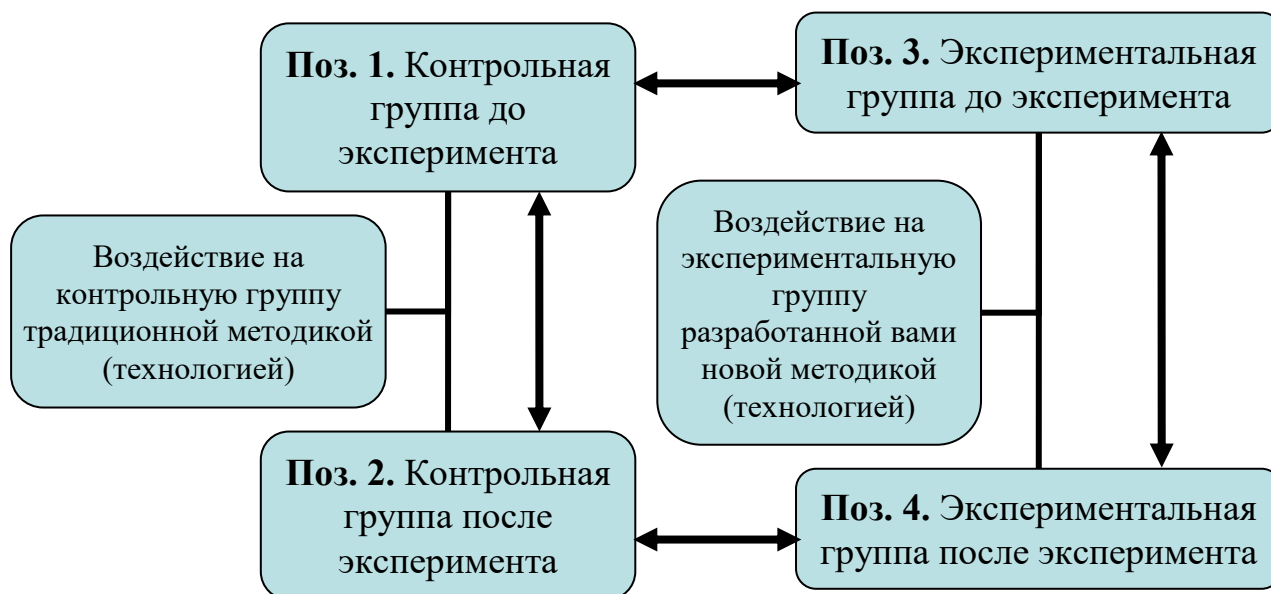 Поз. 1. Контрольная
группа до
эксперимента
Поз. 3. Экспериментальная
группа до эксперимента
Воздействие на
контрольную группу
традиционной методикой
(технологией)
Воздействие на
экспериментальную
группу
разработанной вами
новой методикой
(технологией)
Поз. 2. Контрольная
группа после
эксперимента
Поз. 4. Экспериментальная
группа после эксперимента